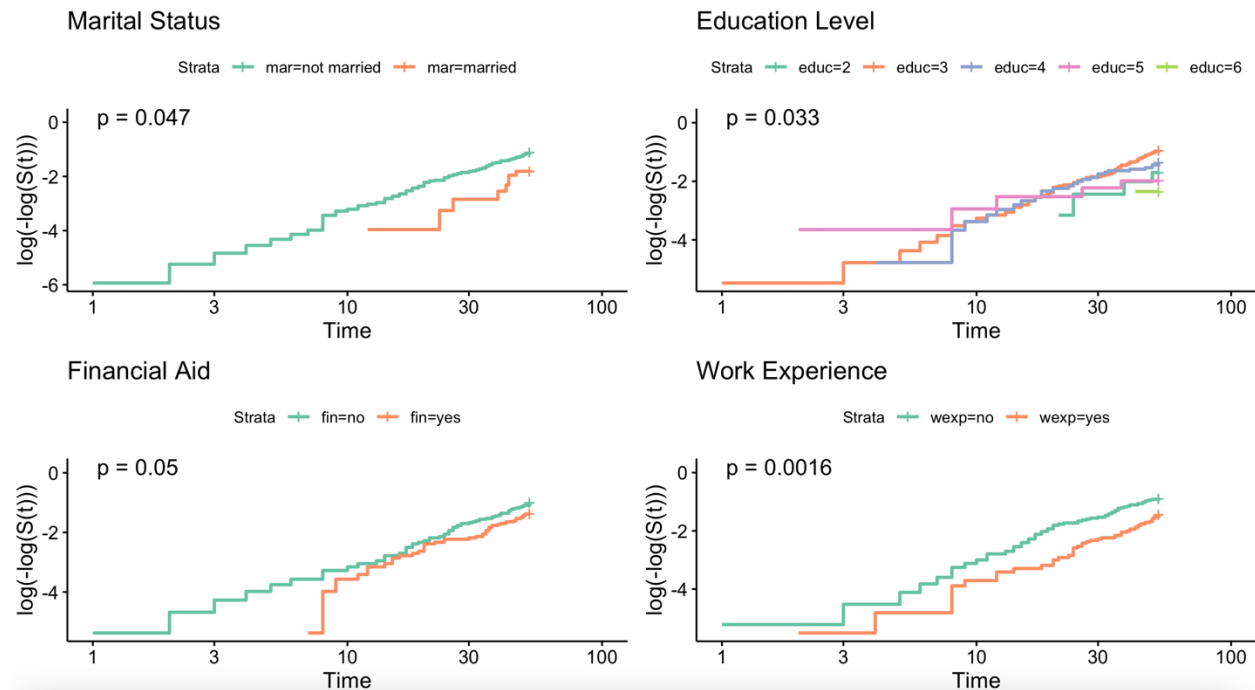 Marital Status
Strata mar=not married mar=married
p = 0.047
0
-2
-4
-6
log(-log(S(t)))
1 3 10 30 100
Time
Education Level
Strata educ=2 educ=3 educ=4 educ=5 educ=6
p = 0.033
0
-2
-4
log(-log(S(t)))
1 3 10 30 100
Time
Financial Aid
Strata fin=no fin=yes
p = 0.05
0
-2
-4
log(-log(S(t)))
1 3 10 30 100
Time
Work Experience
Strata wexp=no wexp=yes
p = 0.0016
0
-2
-4
log(-log(S(t)))
1 3 10 30 100
Time